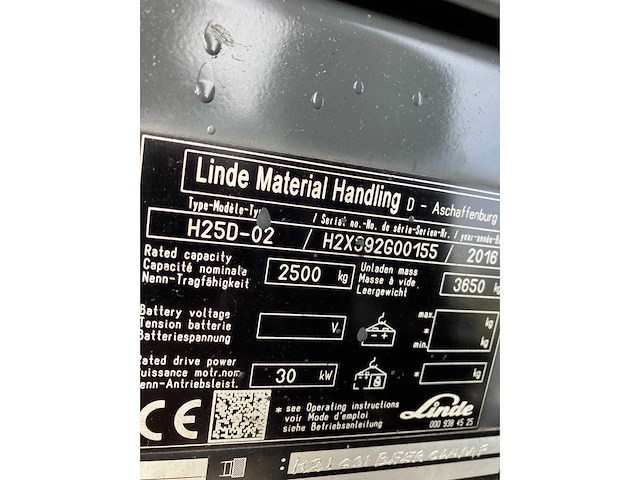 Linde Material Handling D - Aschaffenburg
Type-Modèle-Typ / Serial no.-No. de série-Serien-Nr. / year-année-
H25D-02 / H2X392G00155 / 2016
Rated capacity
Capacité nominale
Nenn-Tragfähigkeit
2500 kg
Unladen mass
Masse à vide
Leergewicht
3650 kg
Battery voltage
Tension batterie
Batteriespannung
V
max. kg
*
min. kg
Rated drive power
Puissance motr.nom
Nenn-Antriebsleist.
30 kW
* kg
CE
* see Operating instructions
voir Mode d'emploi
siehe Betriebsanleitung
Linde
000 938 45 25